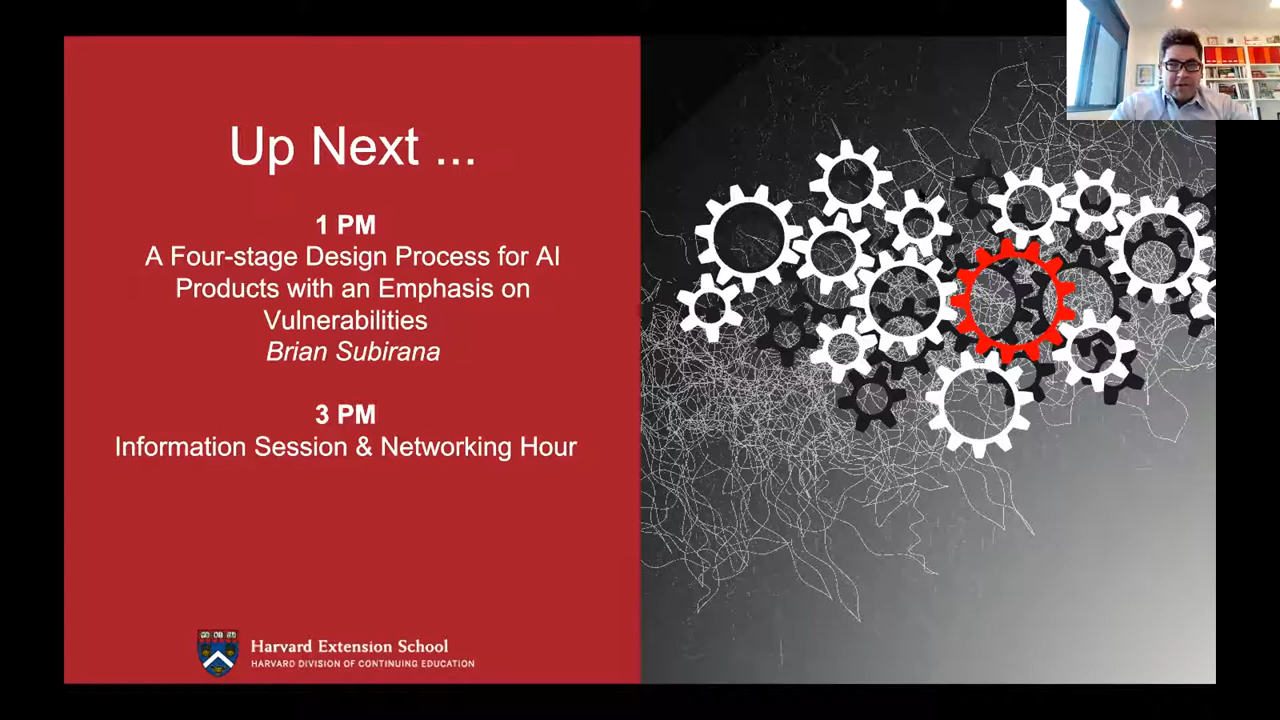 Up Next ...
1 PM
A Four-stage Design Process for AI
Products with an Emphasis on
Vulnerabilities
Brian Subirana
3 PM
Information Session & Networking Hour
Harvard Extension School
HARVARD DIVISION OF CONTINUING EDUCATION